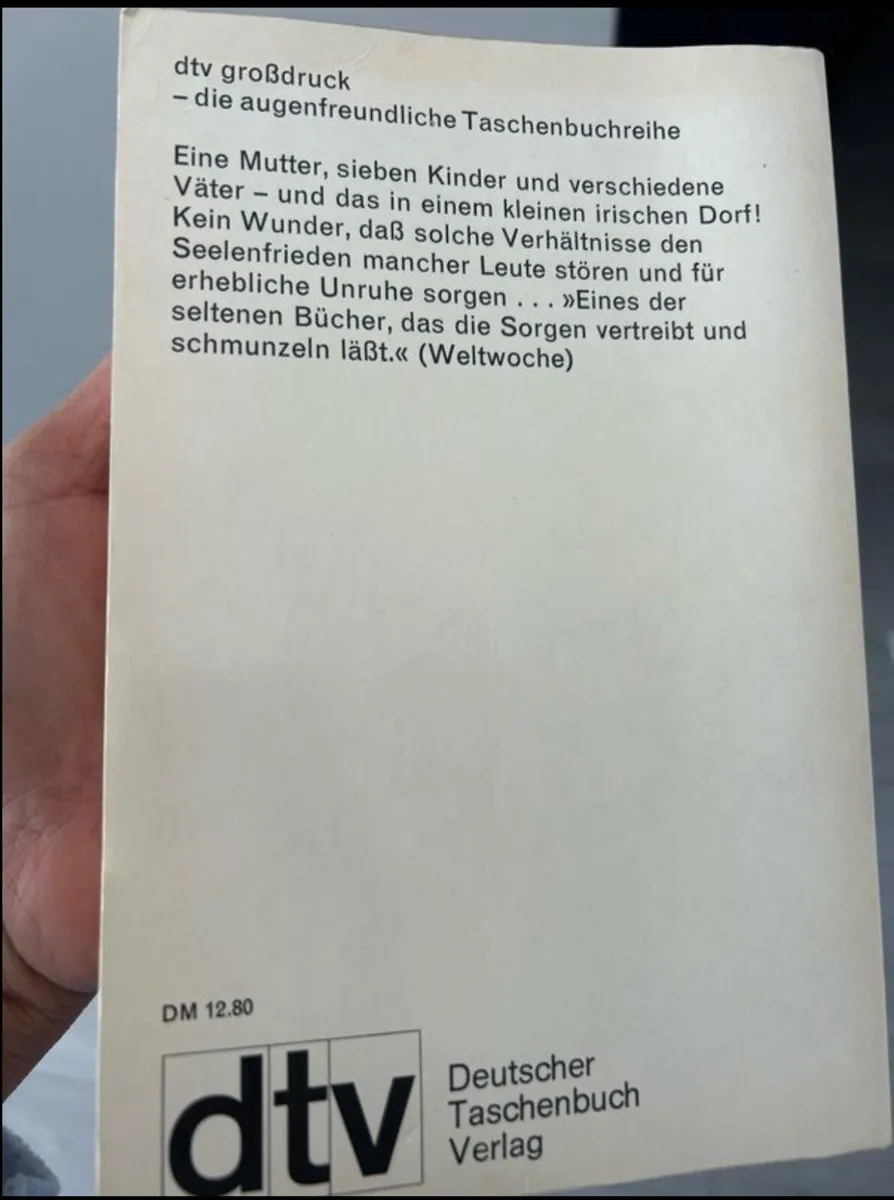 dtv großdruck
– die augenfreundliche Taschenbuchreihe
Eine Mutter, sieben Kinder und verschiedene
Väter – und das in einem kleinen irischen Dorf!
Kein Wunder, daß solche Verhältnisse den
Seelenfrieden mancher Leute stören und für
erhebliche Unruhe sorgen . . . »Eines der
seltenen Bücher, das die Sorgen vertreibt und
schmunzeln läßt.« (Weltwoche)
DM 12.80
dtv
Deutscher
Taschenbuch
Verlag